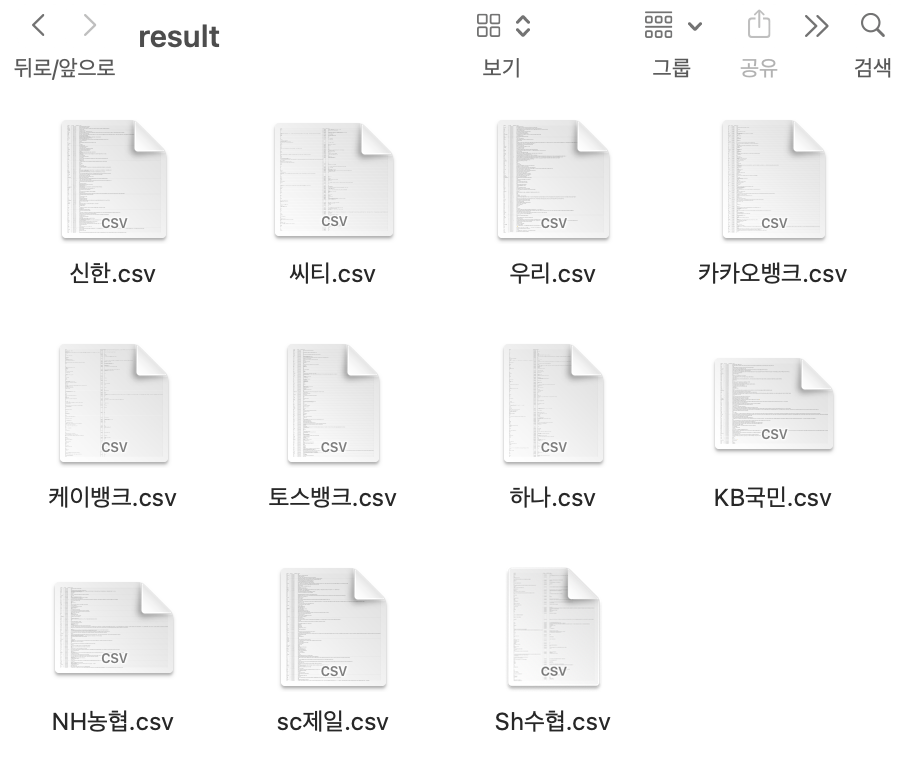 result
뒤로/앞으로
보기
그룹
공유
검색
CSV
CSV
CSV
CSV
신한.csv
씨티.csv
우리.csv
카카오뱅크.csv
CSV
CSV
CSV
CSV
케이뱅크.csv
토스뱅크.csv
하나.csv
KB국민.csv
CSV
CSV
CSV
NH농협.csv
sc제일.csv
Sh수협.csv